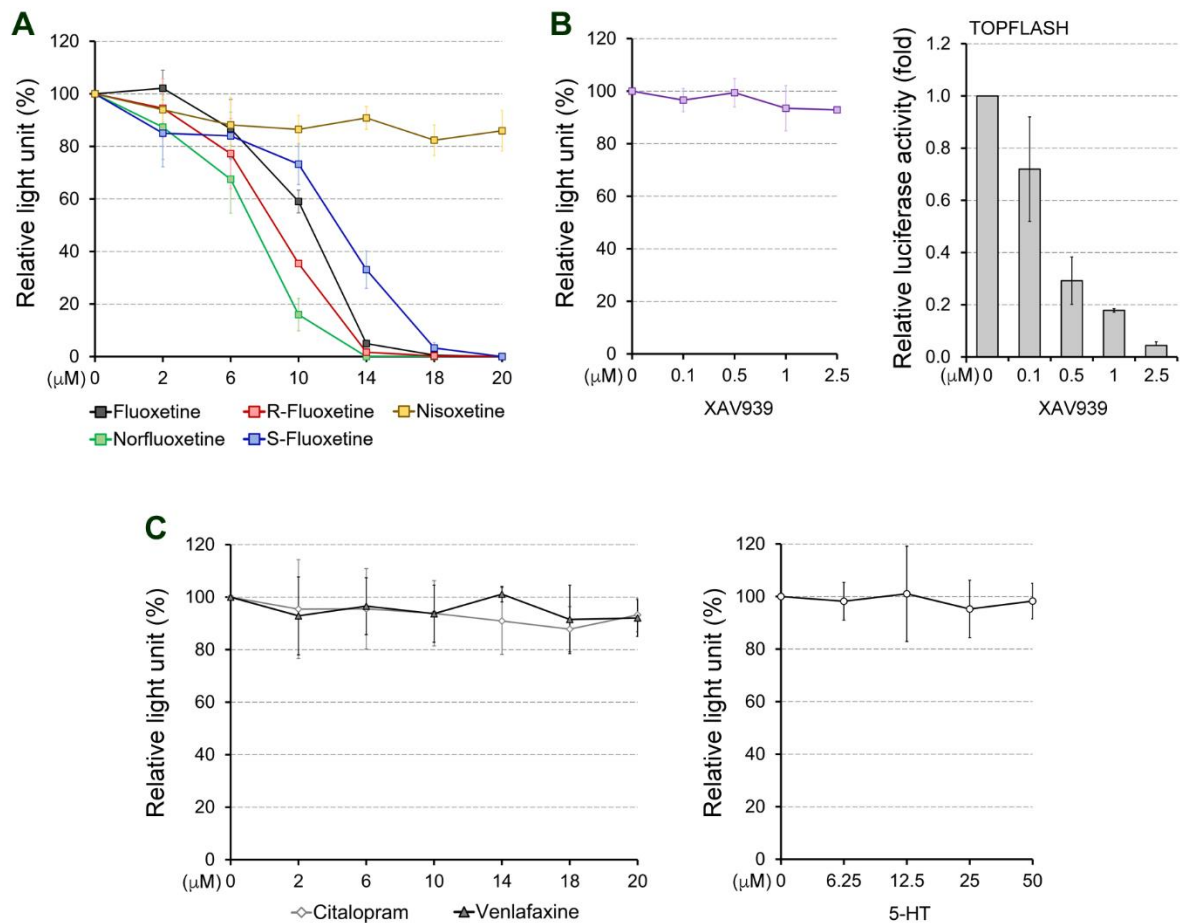 A
Relative light unit (%)
120
100
80
60
40
20
0
(μM) 0 2 6 10 14 18 20
Fluoxetine R-Fluoxetine Nisoxetine
Norfluoxetine S-Fluoxetine
B
Relative light unit (%)
120
100
80
60
40
20
0
(μM) 0 0.1 0.5 1 2.5
XAV939
TOPFLASH
Relative luciferase activity (fold)
1.2
1.0
0.8
0.6
0.4
0.2
0.0
(μM) 0 0.1 0.5 1 2.5
XAV939
C
Relative light unit (%)
120
100
80
60
40
20
0
(μM) 0 2 6 10 14 18 20
Citalopram Venlafaxine
Relative light unit (%)
120
100
80
60
40
20
0
(μM) 0 6.25 12.5 25 50
5-HT